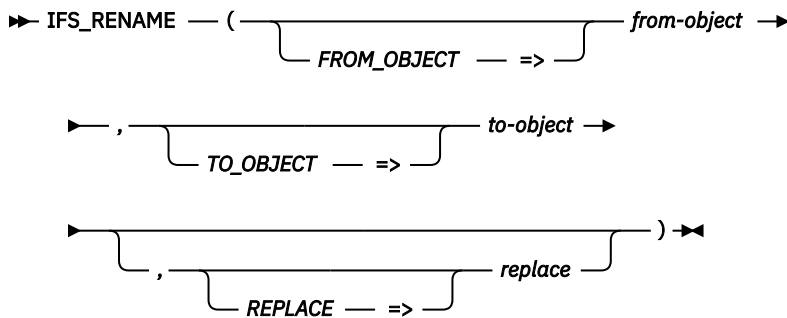 IFS_RENAME ( FROM_OBJECT => from-object
, TO_OBJECT => to-object
, REPLACE => replace )